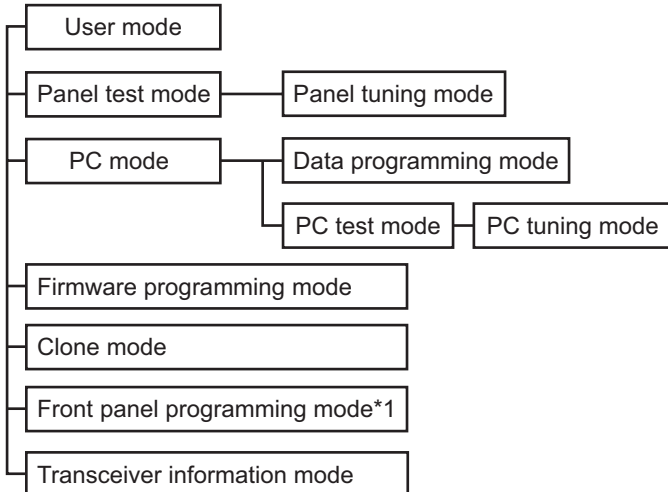 User mode
Panel test mode
Panel tuning mode
PC mode
Data programming mode
PC test mode
PC tuning mode
Firmware programming mode
Clone mode
Front panel programming mode*1
Transceiver information mode